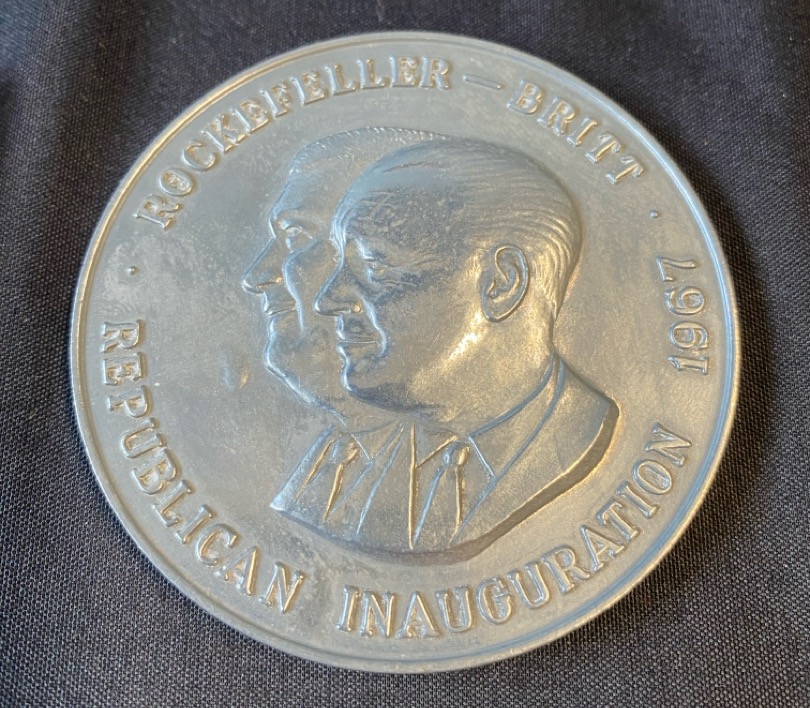 ROCKEFELLER — BRITT
REPUBLICAN INAUGURATION 1967